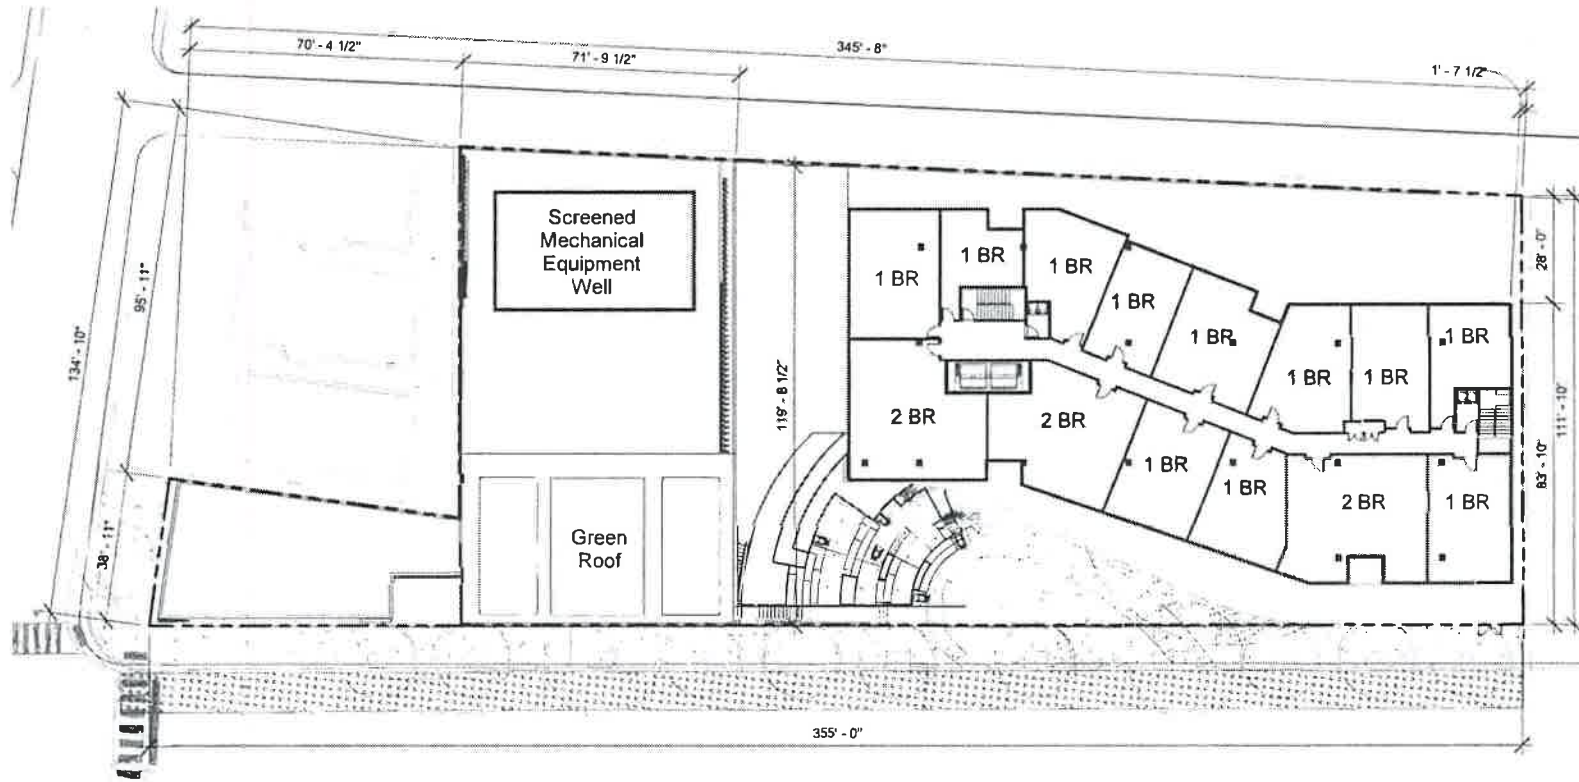 345' - 8"
70' - 4 1/2"
71' - 9 1/2"
1' - 7 1/2"
134' - 10"
95' - 11"
38' - 11"
Screened
Mechanical
Equipment
Well
Green
Roof
119' - 8 1/2"
1 BR
1 BR
1 BR
1 BR
1 BR
1 BR
1 BR
1 BR
2 BR
2 BR
1 BR
1 BR
2 BR
1 BR
28' - 0"
83' - 10"
111' - 10"
355' - 0"